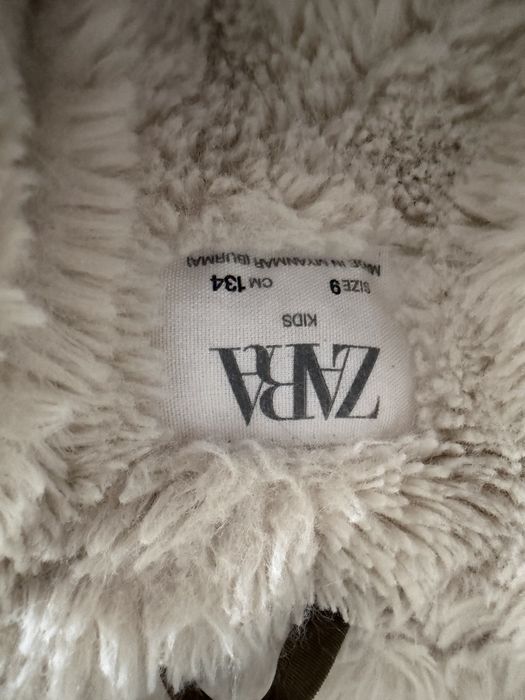 ZARA
KIDS
SIZE 9 CM 134
MADE IN MYANMAR (BURMA)